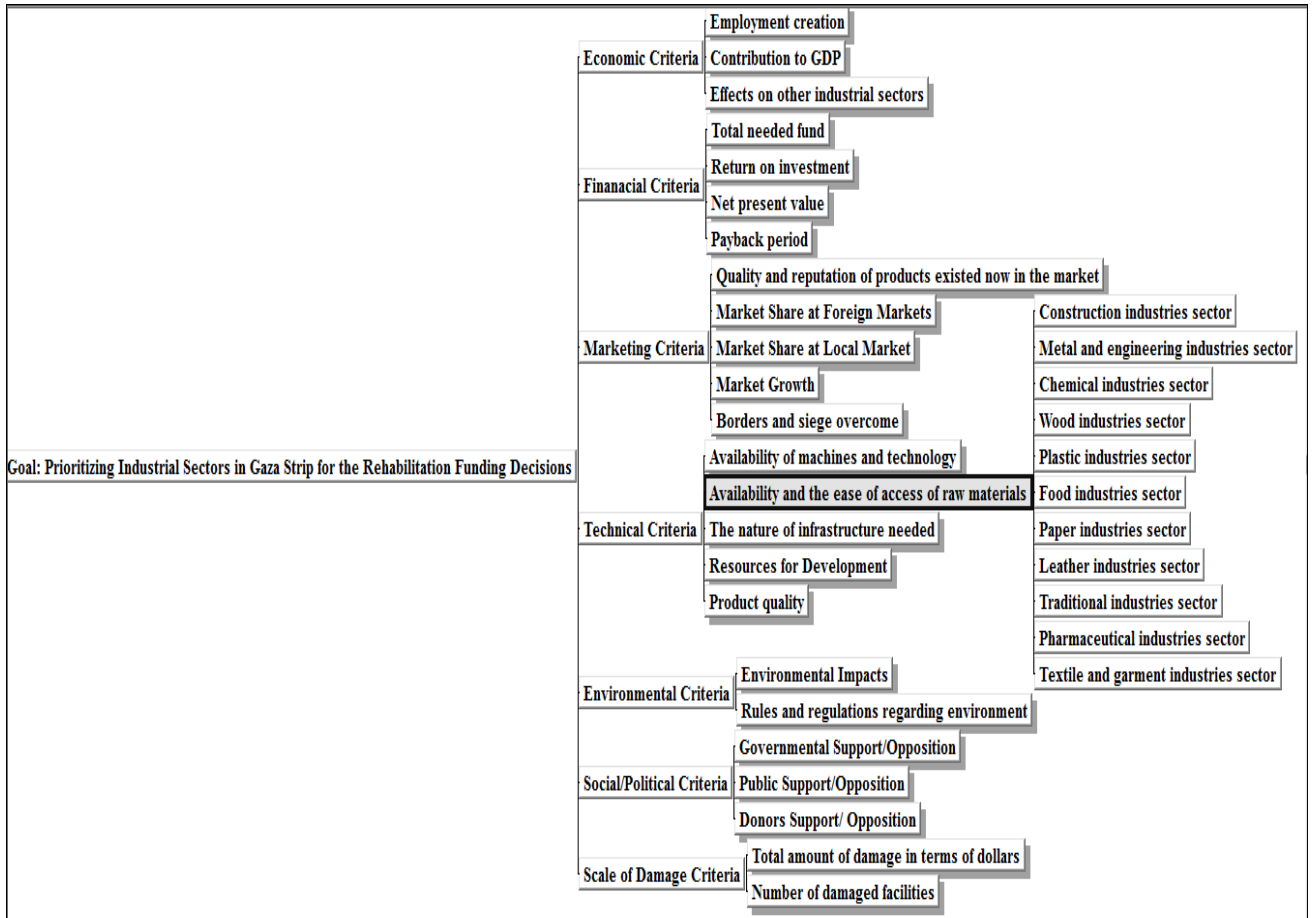 Goal: Prioritizing Industrial Sectors in Gaza Strip for the Rehabilitation Funding Decisions
Economic Criteria
Employment creation
Contribution to GDP
Effects on other industrial sectors
Finanacial Criteria
Total needed fund
Return on investment
Net present value
Payback period
Marketing Criteria
Quality and reputation of products existed now in the market
Market Share at Foreign Markets
Market Share at Local Market
Market Growth
Borders and siege overcome
Technical Criteria
Availability of machines and technology
Availability and the ease of access of raw materials
The nature of infrastructure needed
Resources for Development
Product quality
Construction industries sector
Metal and engineering industries sector
Chemical industries sector
Wood industries sector
Plastic industries sector
Food industries sector
Paper industries sector
Leather industries sector
Traditional industries sector
Pharmaceutical industries sector
Textile and garment industries sector
Environmental Criteria
Environmental Impacts
Rules and regulations regarding environment
Social/Political Criteria
Governmental Support/Opposition
Public Support/Opposition
Donors Support/ Opposition
Scale of Damage Criteria
Total amount of damage in terms of dollars
Number of damaged facilities